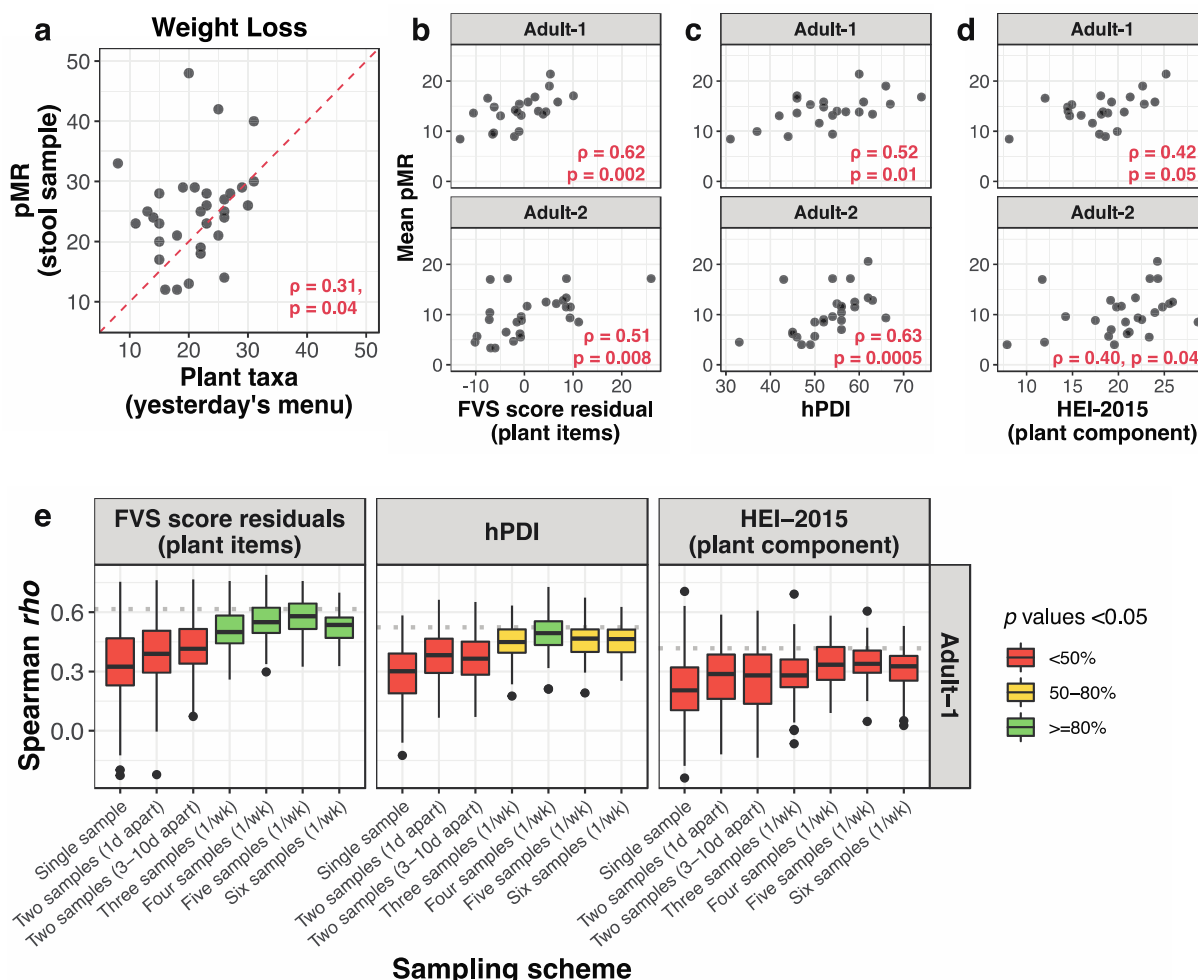 a
Weight Loss
pMR
(stool sample)
50
40
30
20
10
10 20 30 40 50
Plant taxa
(yesterday's menu)
ρ = 0.31,
p = 0.04
b
Adult-1
Mean pMR
20
10
0
ρ = 0.62
p = 0.002
Adult-2
20
10
0
ρ = 0.51
p = 0.008
-10 0 10 20
FVS score residual
(plant items)
c
Adult-1
20
10
0
ρ = 0.52
p = 0.01
Adult-2
20
10
0
ρ = 0.63
p = 0.0005
30 40 50 60 70
hPDI
d
Adult-1
20
10
0
ρ = 0.42
p = 0.05
Adult-2
20
10
0
ρ = 0.40, p = 0.04
10 15 20 25
HEI-2015
(plant component)
e
FVS score residuals
(plant items)
hPDI
HEI–2015
(plant component)
Spearman rho
0.6
0.3
0.0
Adult–1
Single sample
Two samples (1d apart)
Two samples (3–10d apart)
Three samples (1/wk)
Four samples (1/wk)
Five samples (1/wk)
Six samples (1/wk)
Single sample
Two samples (1d apart)
Two samples (3–10d apart)
Three samples (1/wk)
Four samples (1/wk)
Five samples (1/wk)
Six samples (1/wk)
Single sample
Two samples (1d apart)
Two samples (3–10d apart)
Three samples (1/wk)
Four samples (1/wk)
Five samples (1/wk)
Six samples (1/wk)
Sampling scheme
p values <0.05
<50%
50–80%
>=80%